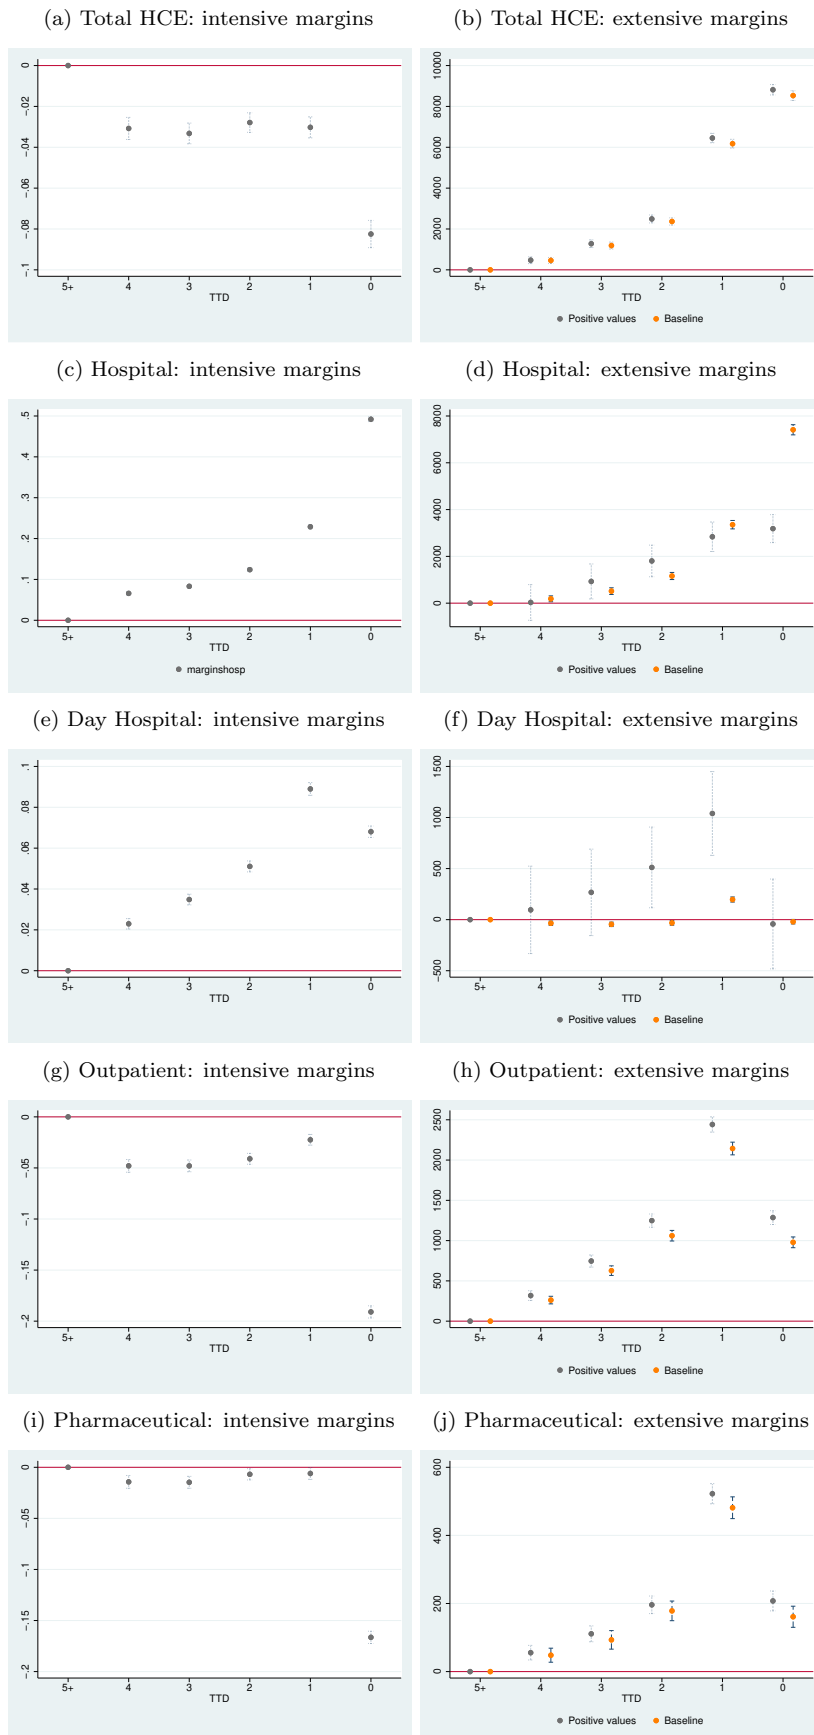 (a) Total HCE: intensive margins
0
-.02
-.04
-.06
-.08
-.1
5+ 4 3 2 1 0
TTD
(b) Total HCE: extensive margins
10000
8000
6000
4000
2000
0
5+ 4 3 2 1 0
TTD
Positive values Baseline
(c) Hospital: intensive margins
.5
.4
.3
.2
.1
0
5+ 4 3 2 1 0
TTD
marginshosp
(d) Hospital: extensive margins
8000
6000
4000
2000
0
5+ 4 3 2 1 0
TTD
Positive values Baseline
(e) Day Hospital: intensive margins
.1
.08
.06
.04
.02
0
5+ 4 3 2 1 0
TTD
(f) Day Hospital: extensive margins
1500
1000
500
0
-500
5+ 4 3 2 1 0
TTD
Positive values Baseline
(g) Outpatient: intensive margins
0
-.05
-.1
-.15
-.2
5+ 4 3 2 1 0
TTD
(h) Outpatient: extensive margins
2500
2000
1500
1000
500
0
5+ 4 3 2 1 0
TTD
Positive values Baseline
(i) Pharmaceutical: intensive margins
0
-.05
-.1
-.15
-.2
5+ 4 3 2 1 0
TTD
(j) Pharmaceutical: extensive margins
600
400
200
0
5+ 4 3 2 1 0
TTD
Positive values Baseline